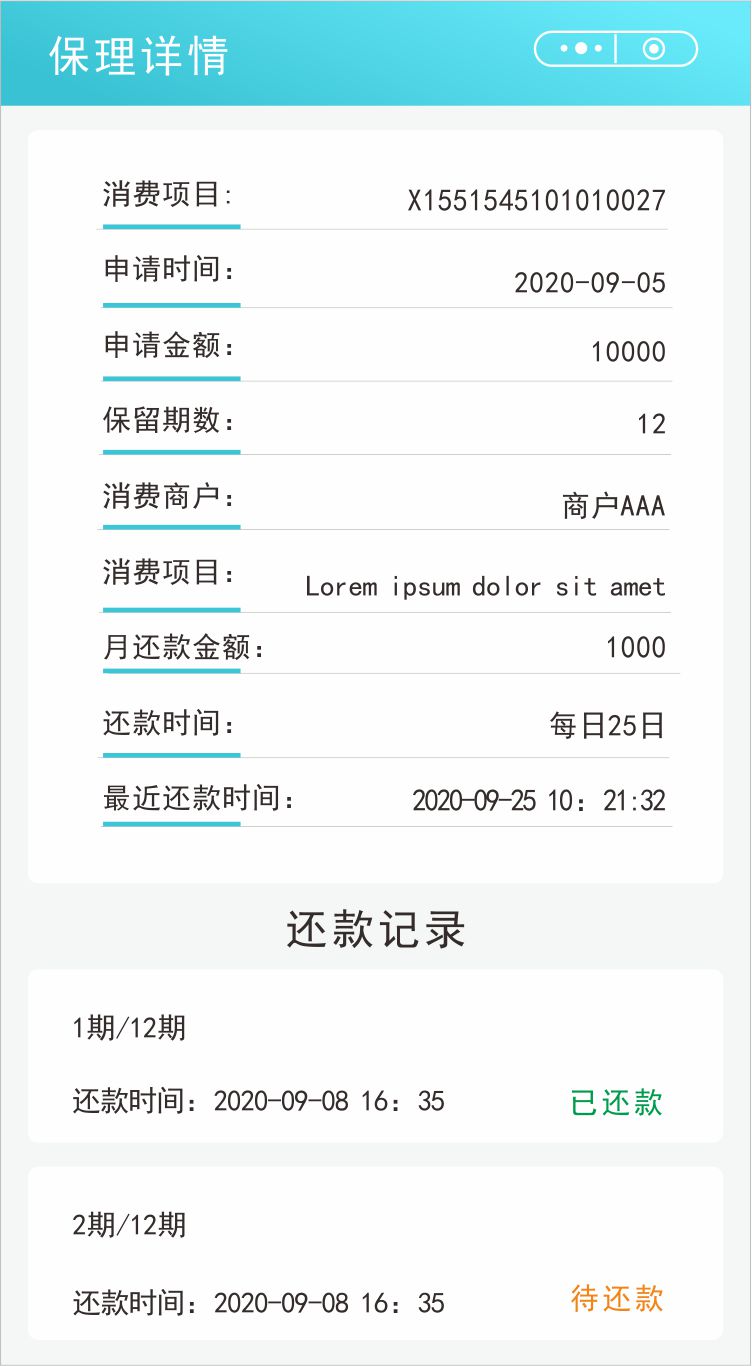 保理详情
消费项目: X1551545101010027
申请时间： 2020-09-05
申请金额： 10000
保留期数： 12
消费商户： 商户AAA
消费项目： Lorem ipsum dolor sit amet
月还款金额： 1000
还款时间： 每日25日
最近还款时间： 2020-09-25 10：21:32
还款记录
1期/12期
还款时间：2020-09-08 16：35 已还款
2期/12期
还款时间：2020-09-08 16：35 待还款